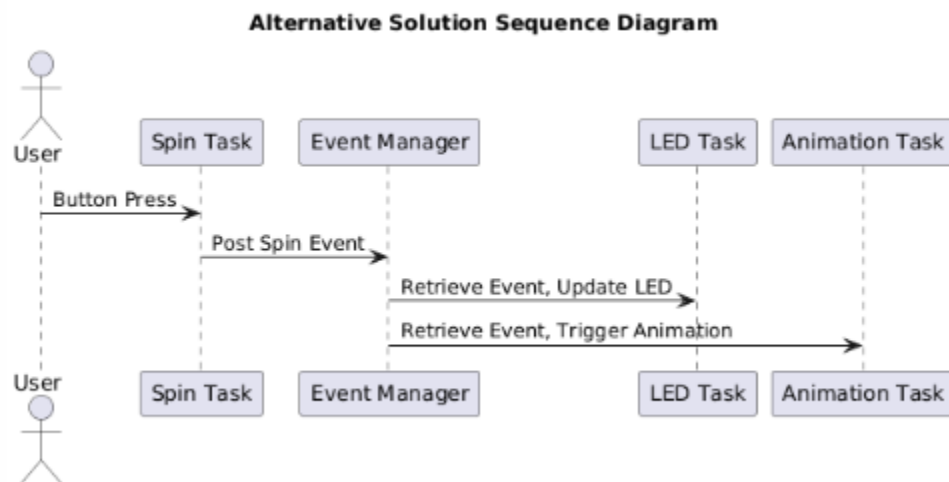 Alternative Solution Sequence Diagram
User
Spin Task
Event Manager
LED Task
Animation Task
Button Press
Post Spin Event
Retrieve Event, Update LED
Retrieve Event, Trigger Animation
User
Spin Task
Event Manager
LED Task
Animation Task